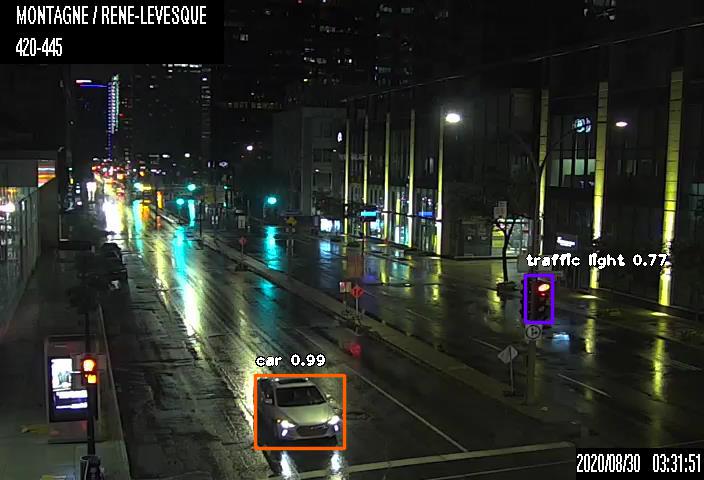 MONTAGNE / RENE-LEVESQUE
420-445
traffic light 0.77
car 0.99
2020/08/30 03:31:51